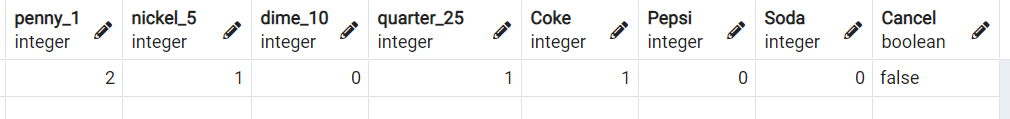 penny_1 nickel_5 dime_10 quarter_25 Coke Pepsi Soda Cancel
integer integer integer integer integer integer integer boolean
2 1 0 1 1 0 0 false